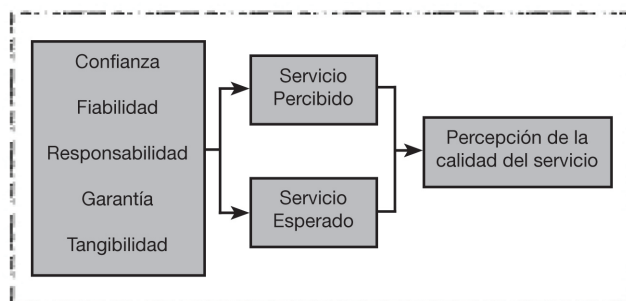 Confianza
Fiabilidad
Responsabilidad
Garantía
Tangibilidad
Servicio
Percibido
Servicio
Esperado
Percepción de la
calidad del servicio